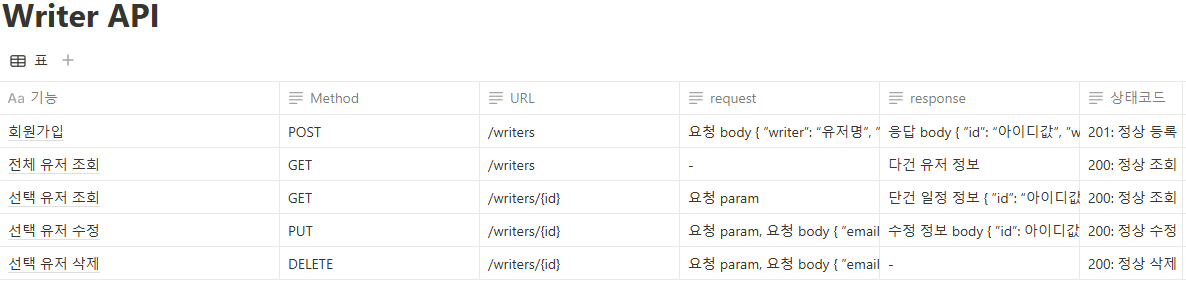 Writer API
표
Aa 기능 Method URL request response 상태코드
회원가입 POST /writers 요청 body { "writer": "유저명", " 응답 body { "id": "아이디값", "w 201: 정상 등록
전체 유저 조회 GET /writers - 다건 유저 정보 200: 정상 조회
선택 유저 조회 GET /writers/{id} 요청 param 단건 일정 정보 { "id": "아이디값 200: 정상 조회
선택 유저 수정 PUT /writers/{id} 요청 param, 요청 body { "email 수정 정보 body { "id": 아이디값 200: 정상 수정
선택 유저 삭제 DELETE /writers/{id} 요청 param, 요청 body { "email - 200: 정상 삭제